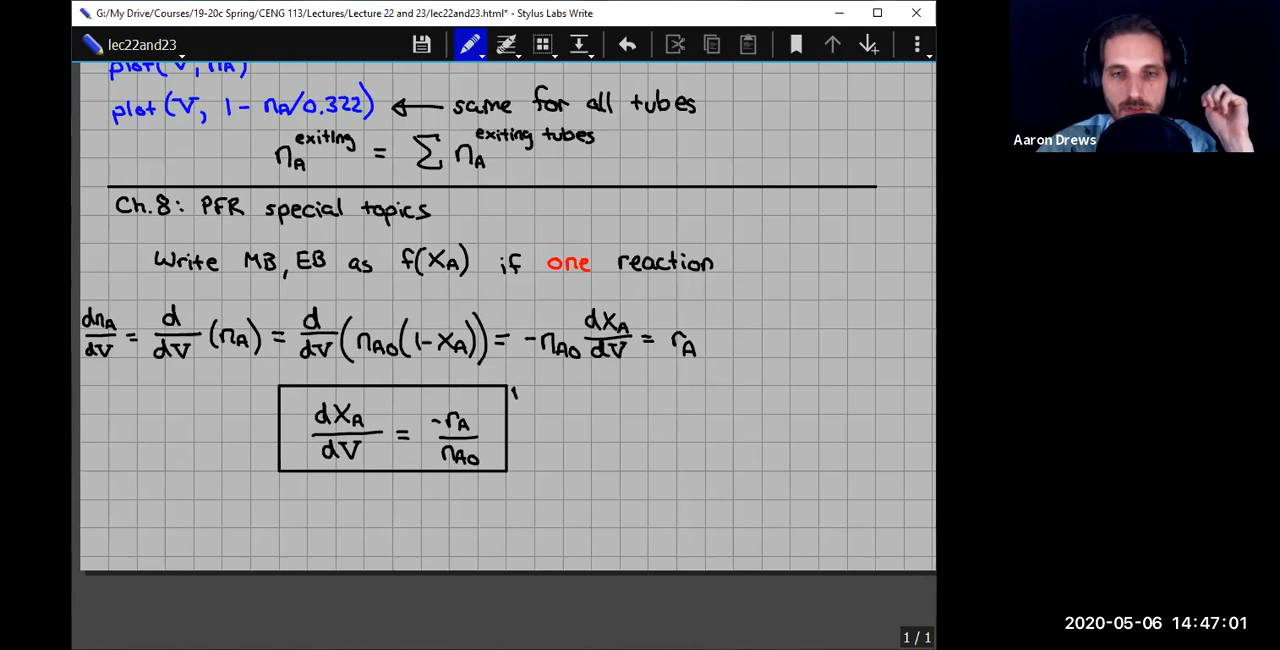 G:/My Drive/Courses/19-20c Spring/CENG 113/Lectures/Lecture 22 and 23/lec22and23.html* - Stylus Labs Write
lec22and23
plot(V, nA)
plot(V, 1 - nA/0.322) ← same for all tubes
nA^exiting = Σ nA^exiting tubes
Ch.8: PFR special topics
Write MB, EB as f(XA) if one reaction
dnA/dV = d/dV (nA) = d/dV (nA0(1-XA)) = -nA0 dXA/dV = rA
dXA/dV = -rA/nA0
1 / 1
Aaron Drews
2020-05-06 14:47:01